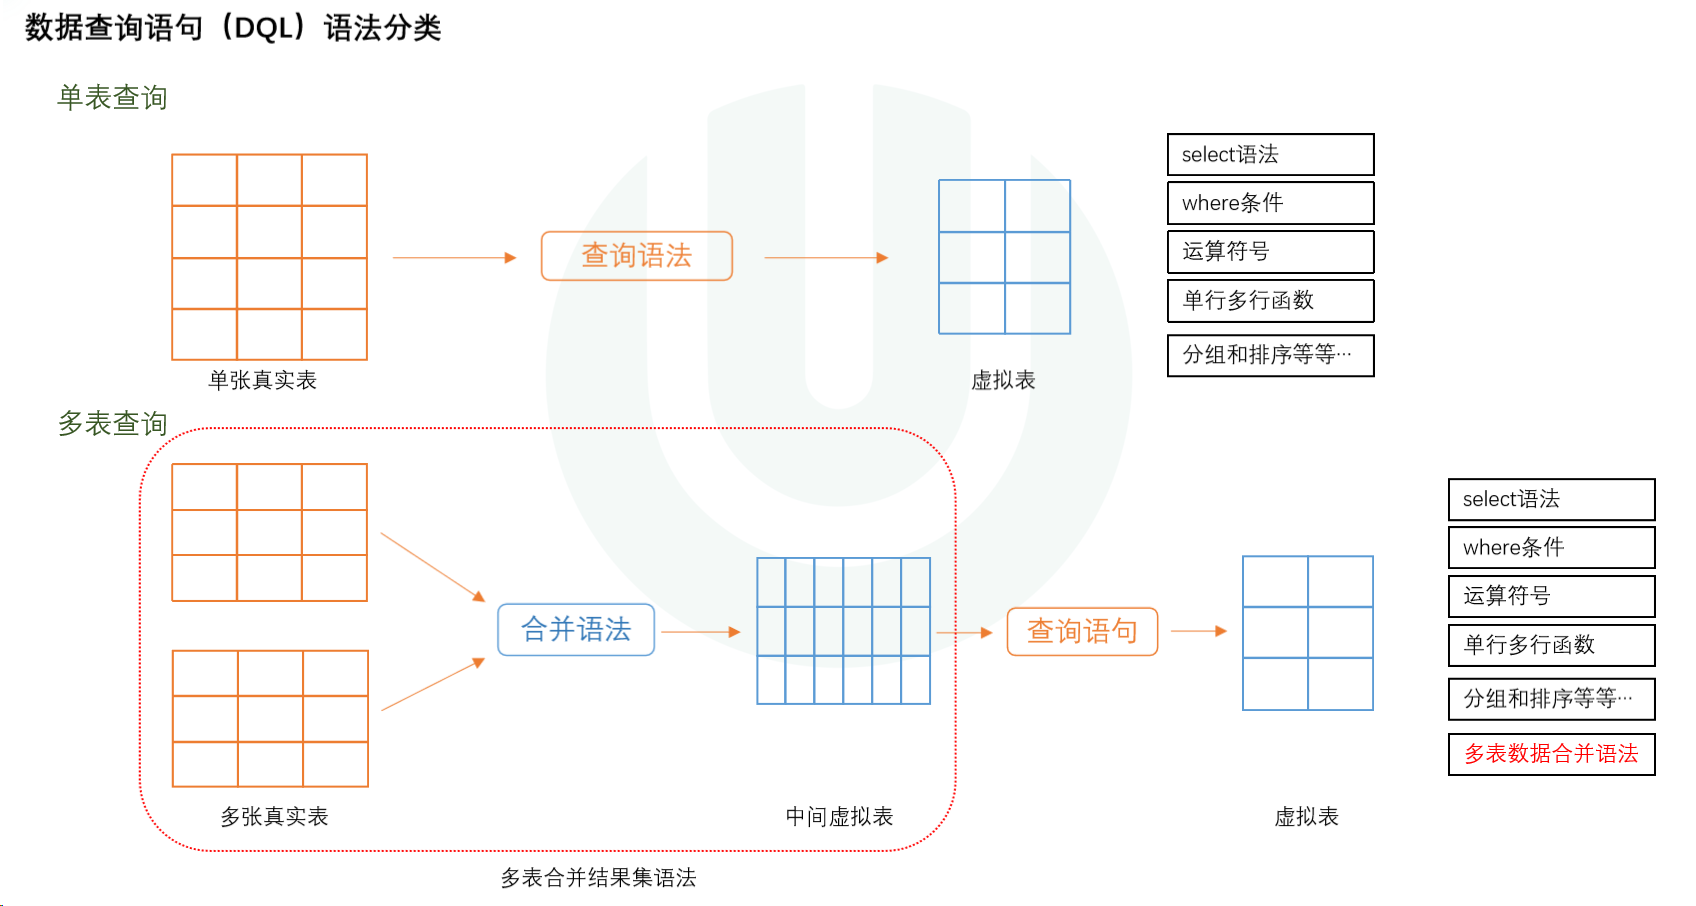 数据查询语句（DQL）语法分类
单表查询
查询语法
单张真实表
虚拟表
select语法
where条件
运算符号
单行多行函数
分组和排序等等…
多表查询
合并语法
查询语句
多张真实表
中间虚拟表
虚拟表
多表合并结果集语法
select语法
where条件
运算符号
单行多行函数
分组和排序等等…
多表数据合并语法